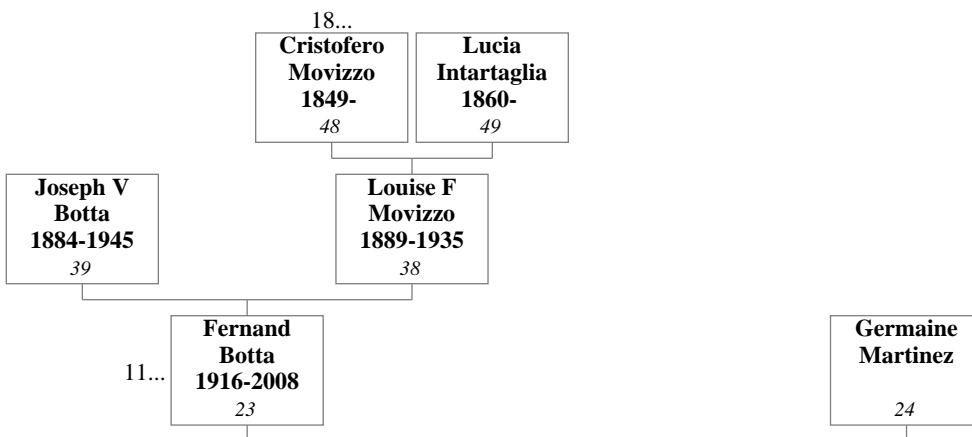 18...
Cristofero
Movizzo
1849-
48
Lucia
Intartaglia
1860-
49
Joseph V
Botta
1884-1945
39
Louise F
Movizzo
1889-1935
38
11...
Fernand
Botta
1916-2008
23
Germaine
Martinez
24